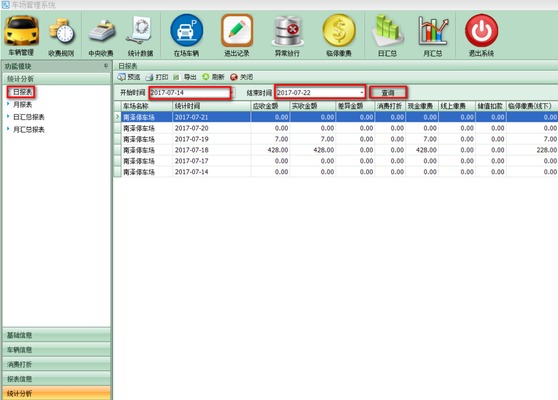 车场管理系统
车辆管理 收费规则 中央收费 统计数据 在场车辆 进出记录 异常放行 临停缴费 日汇总 月汇总 退出系统
功能模块
统计分析
日报表
月报表
日汇总报表
月汇总报表
基础信息
车辆信息
消费打折
报表信息
统计分析
日报表
预览 打印 导出 刷新 关闭
开始时间 2017-07-14 结束时间 2017-07-22 查询
车场名称 统计时间 应收金额 实收金额 差异金额 消费打折 现金缴费 线上缴费 储值扣款 临停缴费(线下)
南泽停车场 2017-07-21 0.00 0.00 0.00 0.00 0.00 0.00 0.00 0.00
南泽停车场 2017-07-20 0.00 0.00 0.00 0.00 0.00 0.00 0.00 0.00
南泽停车场 2017-07-19 7.00 7.00 0.00 0.00 7.00 0.00 0.00 7.00
南泽停车场 2017-07-18 428.00 428.00 0.00 0.00 428.00 0.00 0.00 228.00
南泽停车场 2017-07-17 0.00 0.00 0.00 0.00 0.00 0.00 0.00 0.00
南泽停车场 2017-07-14 0.00 0.00 0.00 0.00 0.00 0.00 0.00 0.00